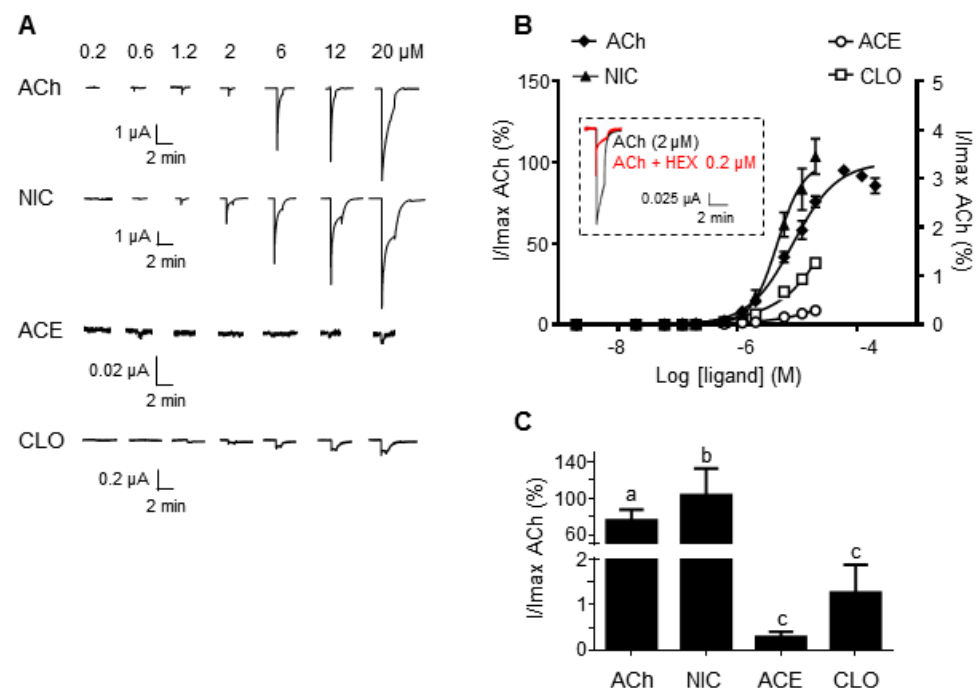 A
0.2 0.6 1.2 2 6 12 20 µM
ACh
1 µA
2 min
NIC
1 µA
2 min
ACE
0.02 µA
2 min
CLO
0.2 µA
2 min
B
ACh
ACE
NIC
CLO
150
100
50
0
I/Imax ACh (%)
5
4
3
2
1
0
I/Imax ACh (%)
ACh (2 µM)
ACh + HEX 0.2 µM
0.025 µA
2 min
-8 -6 -4
Log [ligand] (M)
C
I/Imax ACh (%)
140
100
60
2
1
0
a
b
c
c
ACh NIC ACE CLO